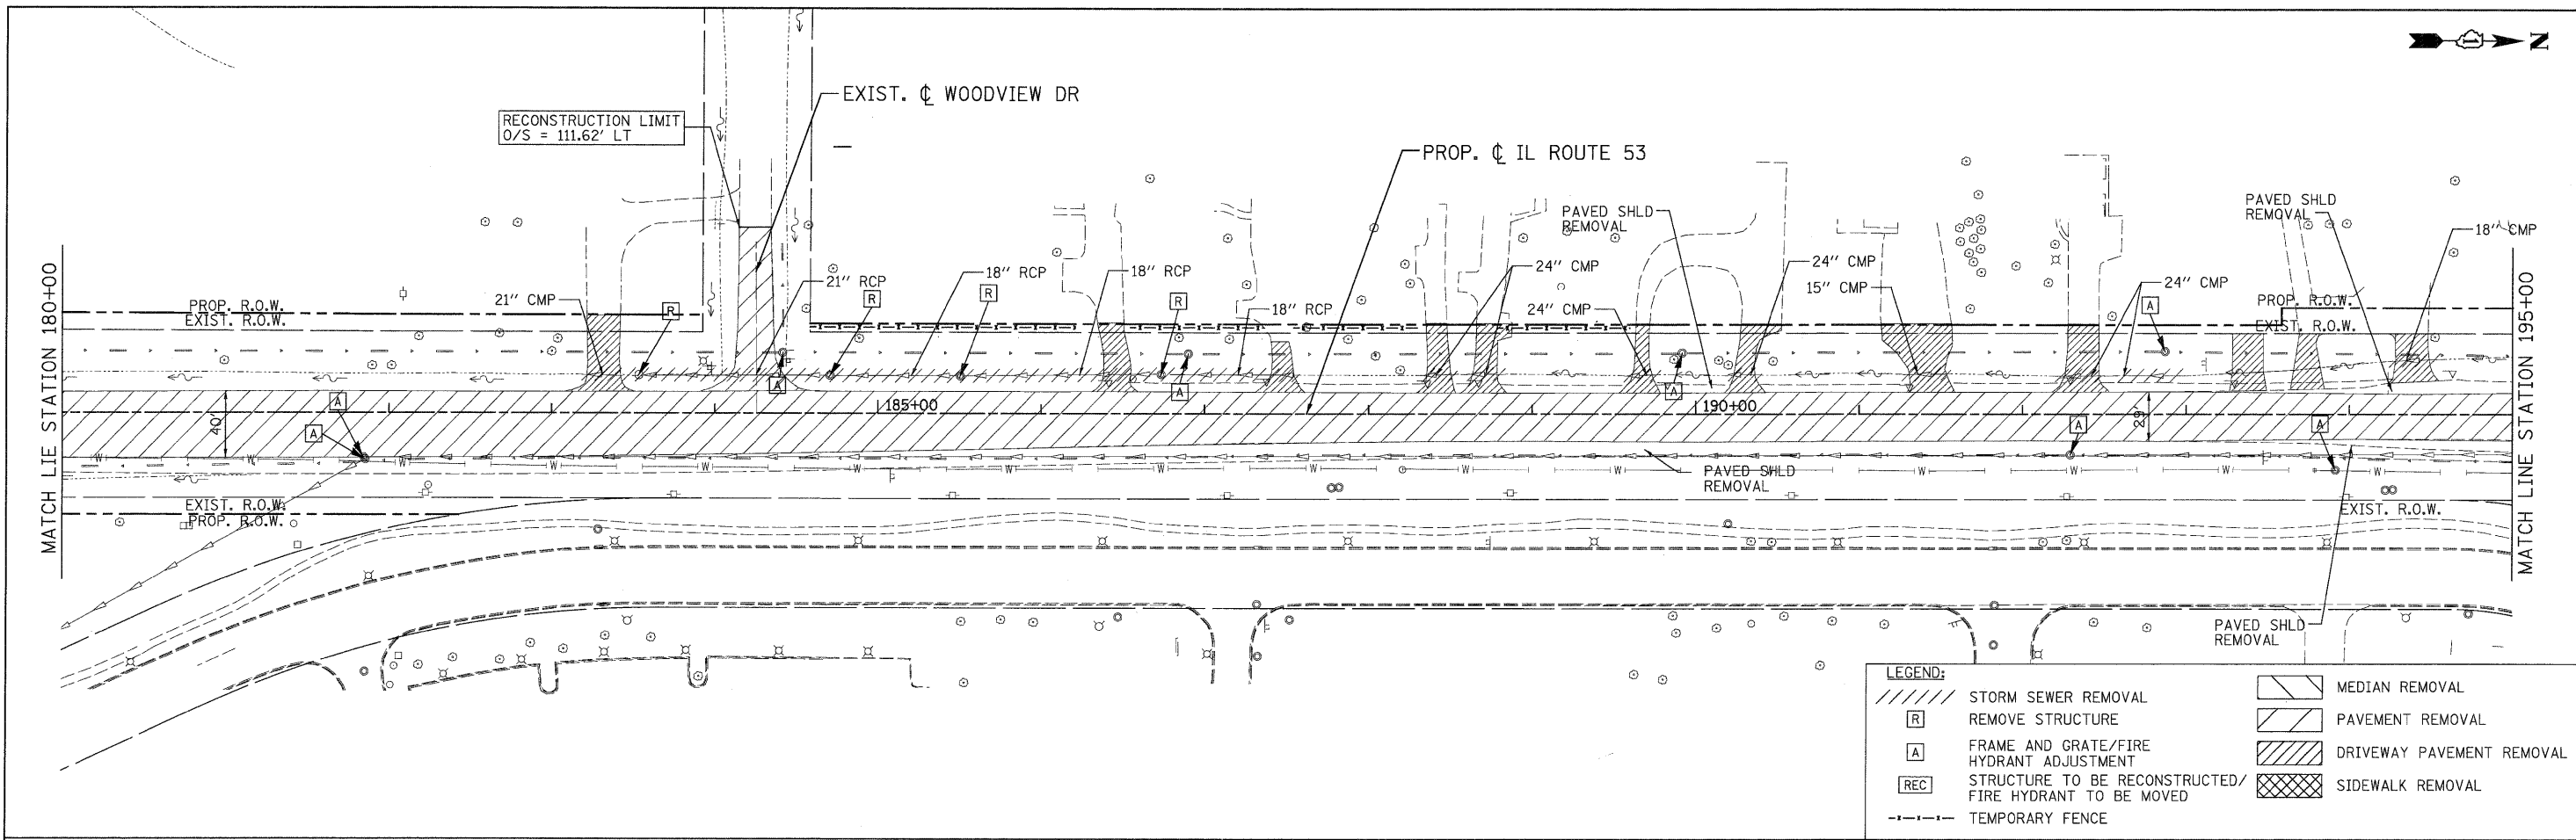 N
EXIST. ℄ WOODVIEW DR
RECONSTRUCTION LIMIT
O/S = 111.62' LT
PROP. ℄ IL ROUTE 53
PAVED SHLD
REMOVAL
PAVED SHLD
REMOVAL
18" CMP
MATCH LIE STATION 180+00
PROP. R.O.W.
EXIST. R.O.W.
21" CMP
R
21" RCP
R
18" RCP
R
18" RCP
R
18" RCP
24" CMP
24" CMP
24" CMP
15" CMP
24" CMP
A
PROP. R.O.W.
EXIST. R.O.W.
MATCH LINE STATION 195+00
A
A
A
A
A
40'
185+00
190+00
29'
A
A
W W W W W W W W W W W W W W W W
PAVED SHLD
REMOVAL
EXIST. R.O.W.
PROP. R.O.W.
EXIST. R.O.W.
PAVED SHLD
REMOVAL
LEGEND:
STORM SEWER REMOVAL
R REMOVE STRUCTURE
A FRAME AND GRATE/FIRE
HYDRANT ADJUSTMENT
REC STRUCTURE TO BE RECONSTRUCTED/
FIRE HYDRANT TO BE MOVED
TEMPORARY FENCE
MEDIAN REMOVAL
PAVEMENT REMOVAL
DRIVEWAY PAVEMENT REMOVAL
SIDEWALK REMOVAL